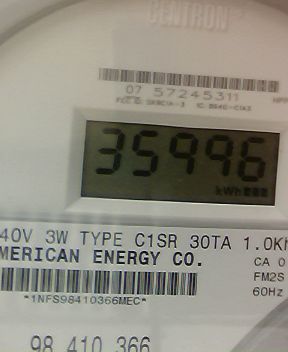 CENTRON
07 57245311
35996
kWh
40V 3W TYPE C1SR 30TA 1.0Kh
MERICAN ENERGY CO.
CA 0
FM2S
60Hz
*1NFS98410366MEC*
98 410 366